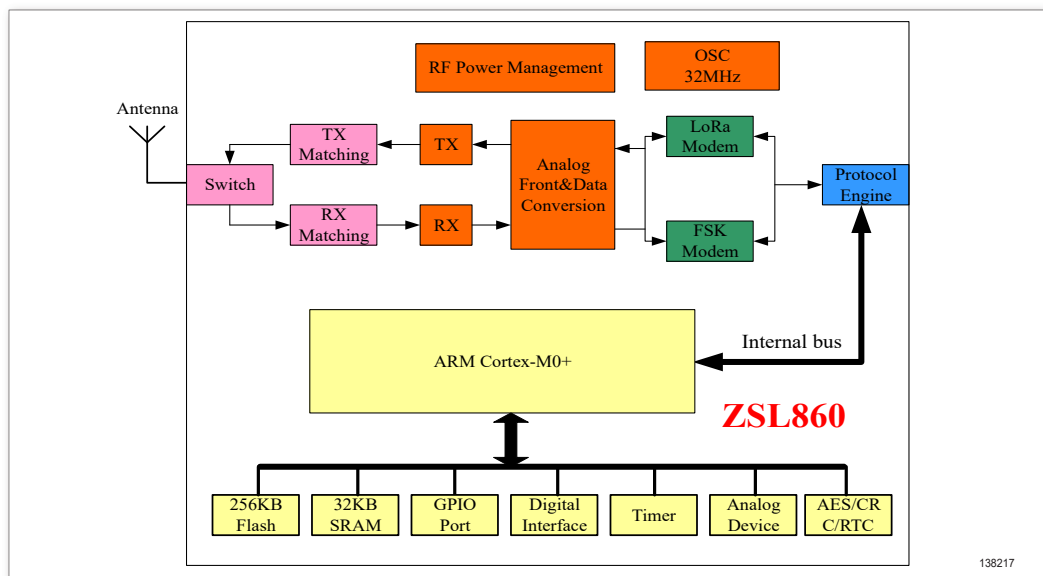 RF Power Management
OSC
32MHz
Antenna
TX
Matching
TX
Analog
Front&Data
Conversion
LoRa
Modem
Switch
Protocol
Engine
RX
Matching
RX
FSK
Modem
ARM Cortex-M0+
Internal bus
ZSL860
256KB
Flash
32KB
SRAM
GPIO
Port
Digital
Interface
Timer
Analog
Device
AES/CR
C/RTC
138217